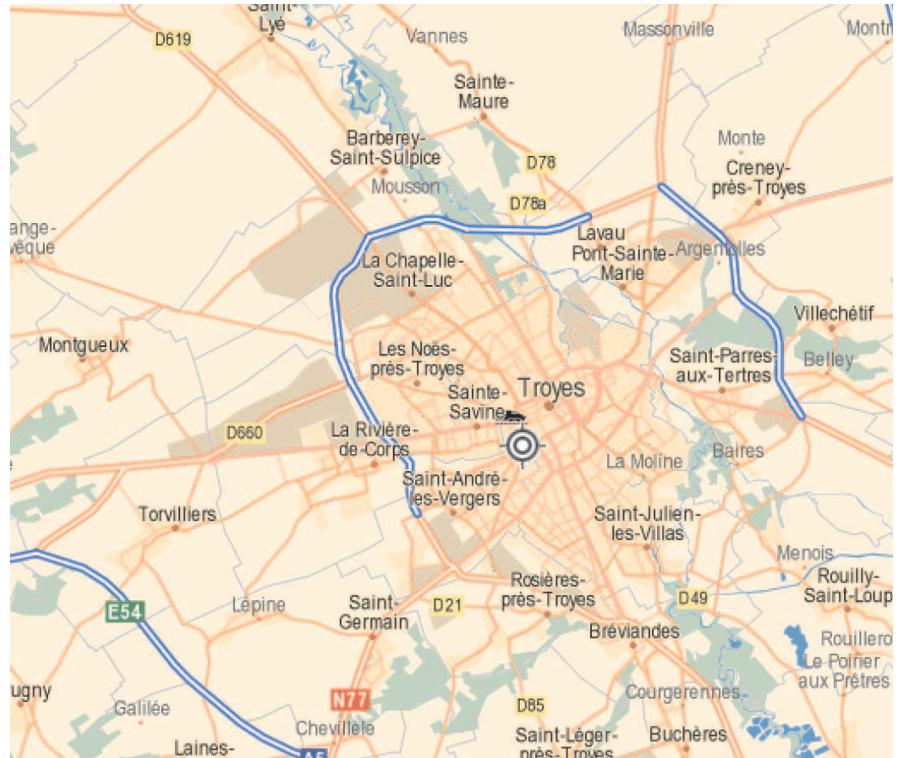 Saint-
Lyé
D619
Vannes
Massonville
Sainte-
Maure
Barberey-
Saint-Sulpice
Mousson
D78
D78a
Monte
Creney-
près-Troyes
Lavau
Pont-Sainte-
Marie
Argentolles
La Chapelle-
Saint-Luc
Villechétif
Belley
Montgueux
Les Noës-
près-Troyes
Saint-Parres-
aux-Tertres
Troyes
Sainte-
Savine
D660
La Rivière-
de-Corps
La Moline
Baires
Saint-André-
les-Vergers
Torvilliers
Saint-Julien-
les-Villas
Menois
Rouilly-
Saint-Loup
E54
Lépine
Saint-
Germain
D21
Rosières-
près-Troyes
D49
Bréviandes
Rouillero
Le Poirier
aux Prêtres
ugny
Galilée
N77
Chevillèle
D85
Courgerennes
Saint-Léger-
près-Troyes
Buchères
Laines-
A5